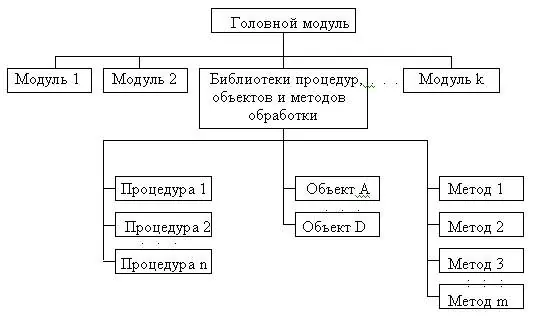 Головной модуль
Модуль 1
Модуль 2
Библиотеки процедур,
объектов и методов
обработки
. . .
Модуль k
Процедура 1
Процедура 2
. . .
Процедура n
Объект А
. . .
Объект D
Метод 1
Метод 2
Метод 3
. . .
Метод m